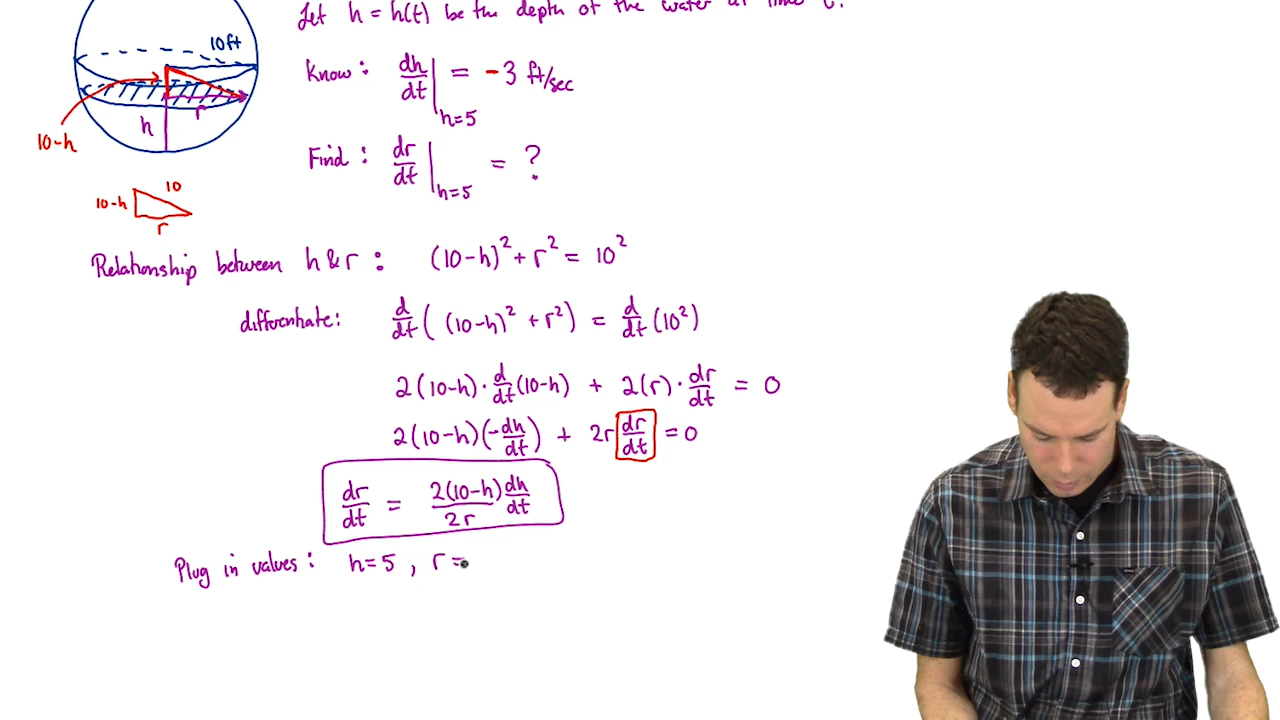 Let h = h(t) be the depth of the water at time t.
10ft
Know: dh/dt |h=5 = -3 ft/sec
r
h
10-h
Find: dr/dt |h=5 = ?
10
10-h
r
Relationship between h & r: (10-h)² + r² = 10²
differentiate: d/dt( (10-h)² + r²) = d/dt (10²)
2(10-h)·d/dt(10-h) + 2(r)·dr/dt = 0
2(10-h)(-dh/dt) + 2r dr/dt = 0
dr/dt = 2(10-h)/2r dh/dt
Plug in values: h=5, r=